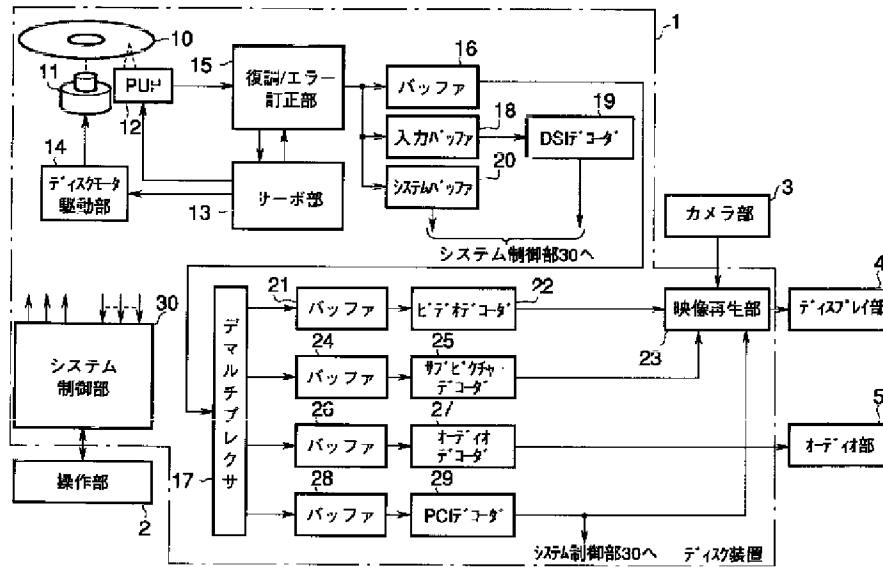 10
1
11
PUP
12
15
復調/エラー
訂正部
16
バッファ
18
入力バッファ
19
DSIデコーダ
20
システムバッファ
14
ディスクモータ
駆動部
13
サーボ部
システム制御部30へ
3
カメラ部
30
システム
制御部
操作部
2
デマルチプレクサ
17
21
バッファ
22
ビデオデコーダ
23
映像再生部
4
ディスプレイ部
24
バッファ
25
サブピクチャ・
デコーダ
26
バッファ
27
オーディオ
デコーダ
5
オーディオ部
28
バッファ
29
PCIデコーダ
システム制御部30へ
ディスク装置